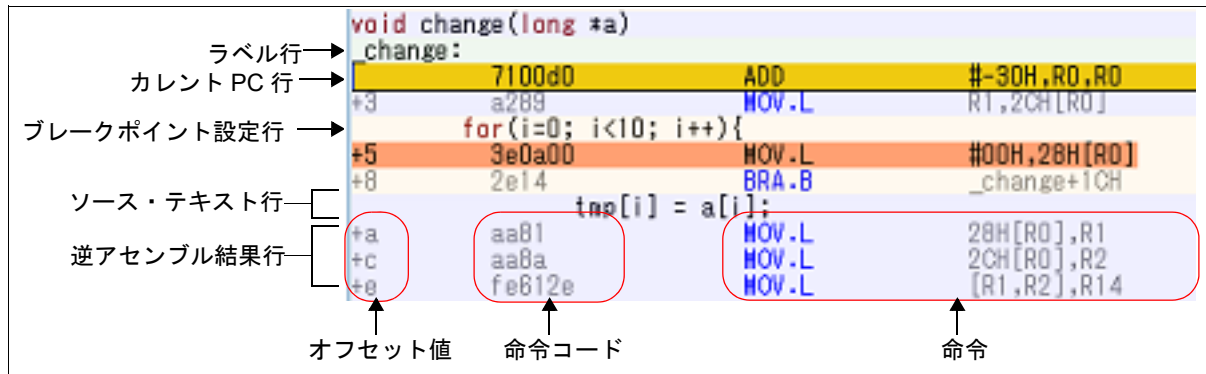 void change(long *a)
ラベル行 _change:
カレント PC 行 7100d0 ADD #-30H,R0,R0
+3 a289 MOV.L R1,2CH[R0]
ブレークポイント設定行 for(i=0; i<10; i++){
+5 3e0a00 MOV.L #00H,28H[R0]
+8 2e14 BRA.B _change+1CH
ソース・テキスト行 tmp[i] = a[i];
+a aa81 MOV.L 28H[R0],R1
逆アセンブル結果行 +c aa8a MOV.L 2CH[R0],R2
+e fe612e MOV.L [R1,R2],R14
オフセット値 命令コード 命令